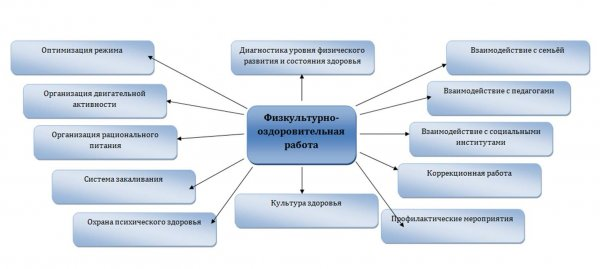 Оптимизация режима
Диагностика уровня физического
развития и состояния здоровья
Взаимодействие с семьёй
Организация двигательной
активности
Взаимодействие с педагогами
Физкультурно-
оздоровительная
работа
Организация рационального
питания
Взаимодействие с социальными
институтами
Система закаливания
Коррекционная работа
Культура здоровья
Охрана психического здоровья
Профилактические мероприятия